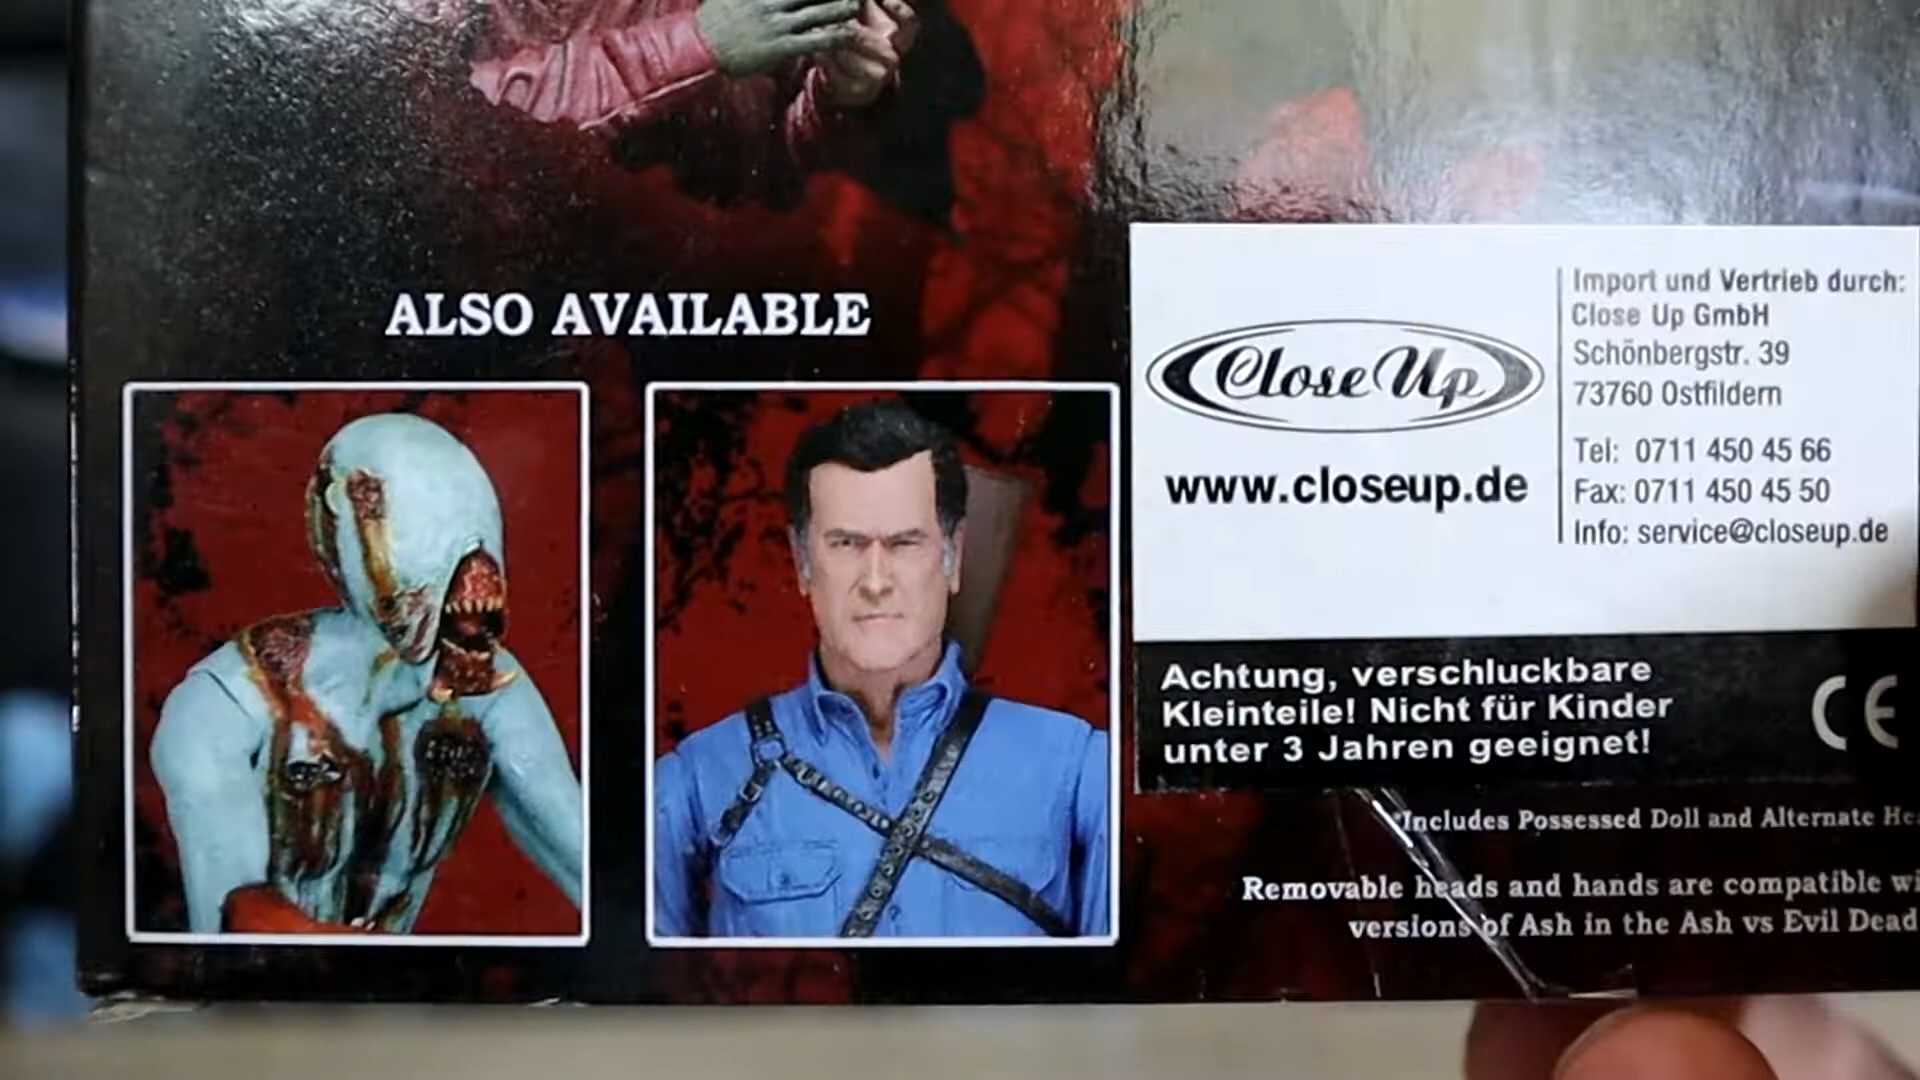 ALSO AVAILABLE
Close Up
www.closeup.de
Import und Vertrieb durch:
Close Up GmbH
Schönbergstr. 39
73760 Ostfildern
Tel: 0711 450 45 66
Fax: 0711 450 45 50
Info: service@closeup.de
Achtung, verschluckbare
Kleinteile! Nicht für Kinder
unter 3 Jahren geeignet!
CE
*Includes Possessed Doll and Alternate
Removable heads and hands are compatible
versions of Ash in the Ash vs Evil Dead